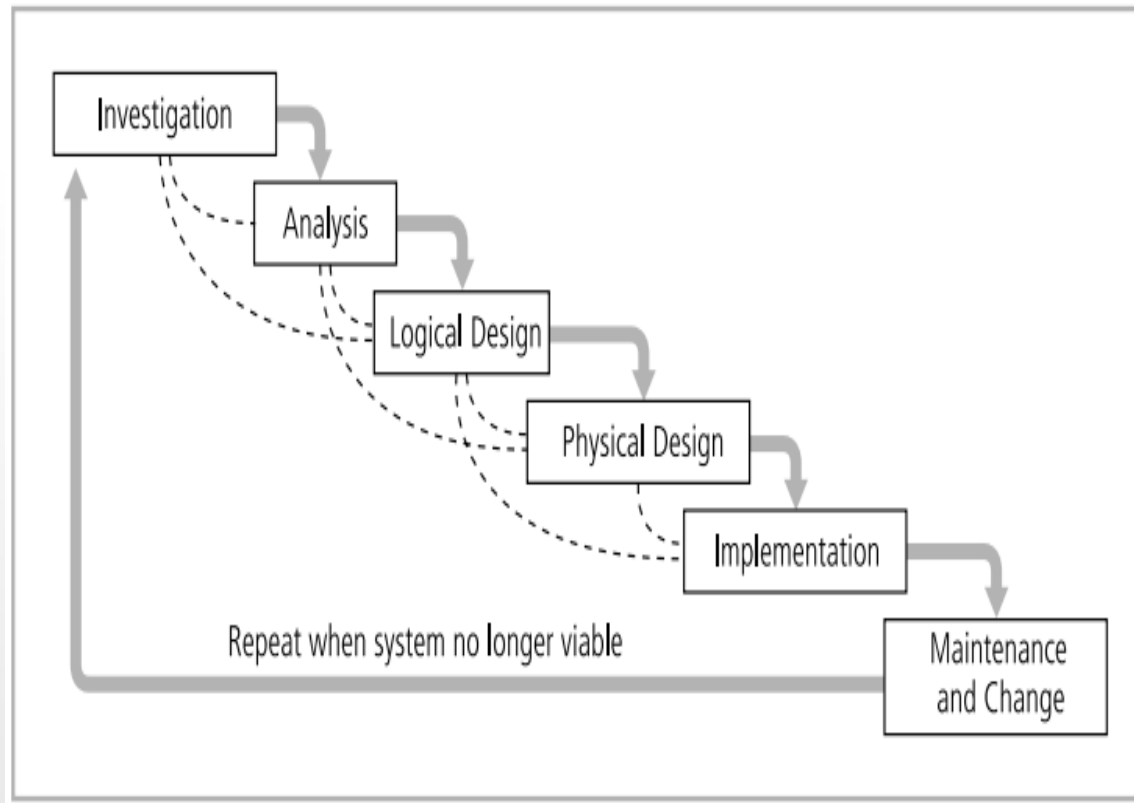 Investigation
Analysis
Logical Design
Physical Design
Implementation
Repeat when system no longer viable
Maintenance
and Change